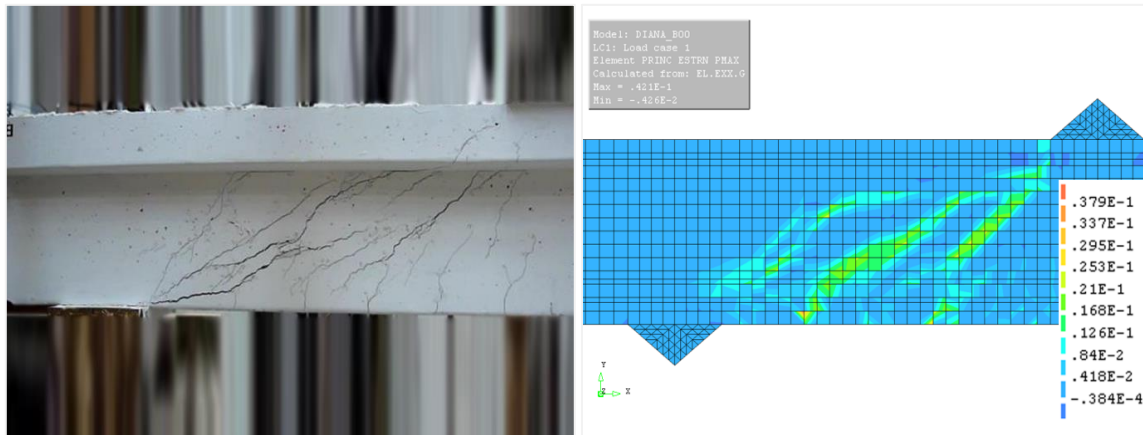 Model: DIANA_BOO
LC1: Load case 1
Element PRINC ESTRN PMAX
Calculated from: EL.EXX.G
Max = .421E-1
Min = -.426E-2
.379E-1
.337E-1
.295E-1
.253E-1
.21E-1
.168E-1
.126E-1
.84E-2
.418E-2
-.384E-4
Y
Z X